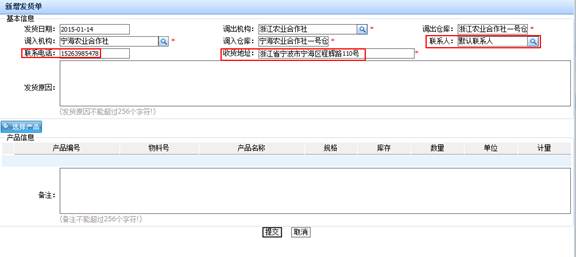 新增发货单
基本信息
发货日期： 2015-01-14 调出机构： 浙江农业合作社 * 调出仓库： 浙江农业合作社一号仓 *
调入机构： 宁海农业合作社 * 调入仓库： 宁海农业合作社一号仓 * 联系人： 默认联系人 *
联系电话： 15263985478 收货地址： 浙江省宁波市宁海区程辉路110号 *
发货原因：
(发货原因不能超过256个字符!)
选择产品
产品信息
产品编号 物料号 产品名称 规格 库存 数量 单位 计量
备注：
(备注不能超过256个字符!)
提交 取消